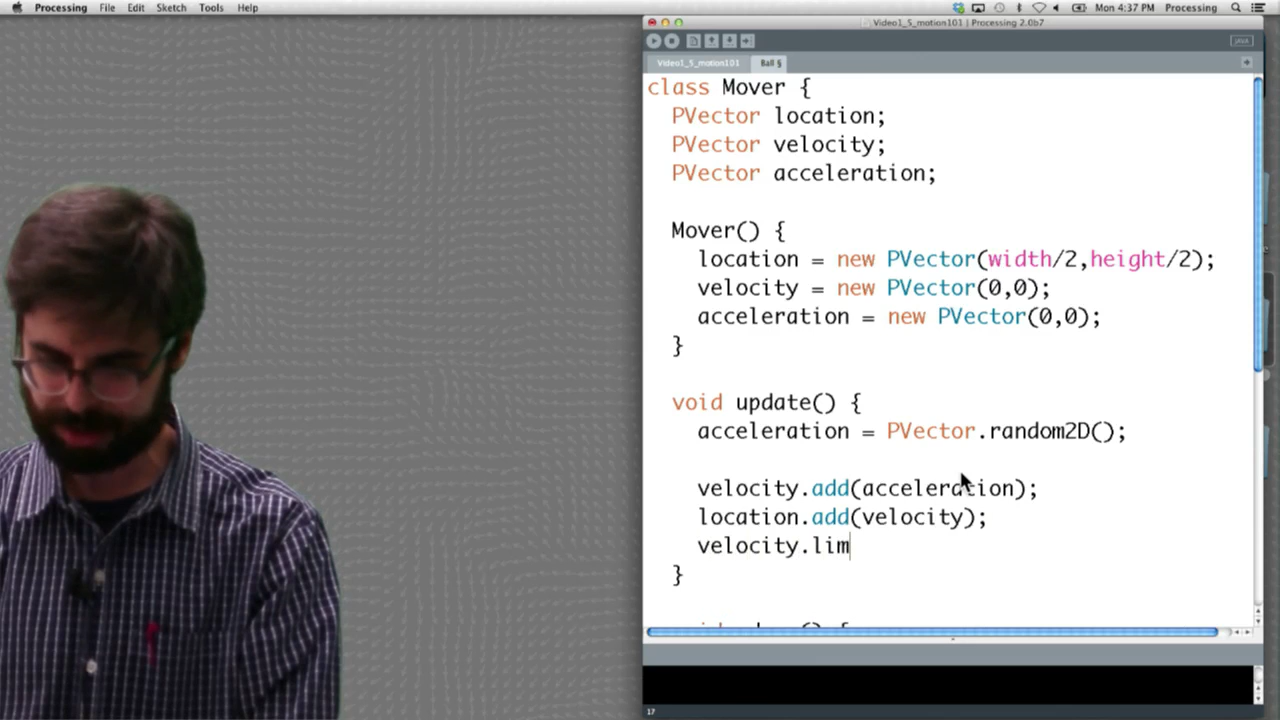 Processing File Edit Sketch Tools Help Mon 4:37 PM Processing
Video1_5_motion101 | Processing 2.0b7
Video1_5_motion101 Ball §
class Mover {
PVector location;
PVector velocity;
PVector acceleration;
Mover() {
location = new PVector(width/2,height/2);
velocity = new PVector(0,0);
acceleration = new PVector(0,0);
}
void update() {
acceleration = PVector.random2D();
velocity.add(acceleration);
location.add(velocity);
velocity.lim
}
17